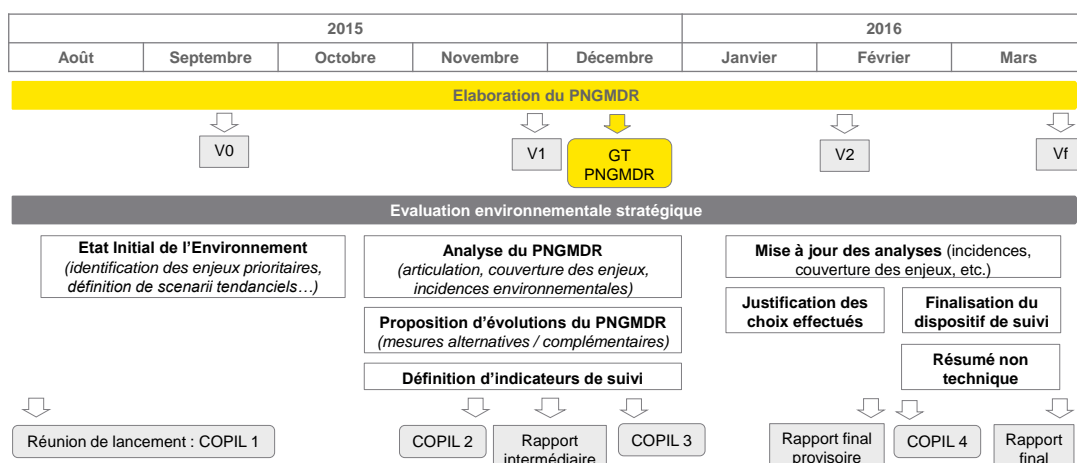 2015
2016
Août
Septembre
Octobre
Novembre
Décembre
Janvier
Février
Mars
Elaboration du PNGMDR
V0
V1
GT
PNGMDR
V2
Vf
Evaluation environnementale stratégique
Etat Initial de l’Environnement
(identification des enjeux prioritaires,
définition de scenarii tendanciels…)
Analyse du PNGMDR
(articulation, couverture des enjeux,
incidences environnementales)
Proposition d’évolutions du PNGMDR
(mesures alternatives / complémentaires)
Définition d’indicateurs de suivi
Mise à jour des analyses (incidences,
couverture des enjeux, etc.)
Justification des
choix effectués
Finalisation du
dispositif de suivi
Résumé non
technique
Réunion de lancement : COPIL 1
COPIL 2
Rapport
intermédiaire
COPIL 3
Rapport final
provisoire
COPIL 4
Rapport
final